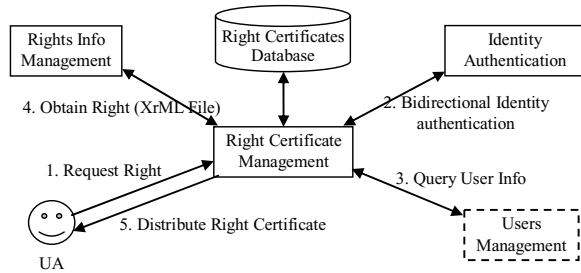 Rights Info
Management
Right Certificates
Database
Identity
Authentication
4. Obtain Right (XrML File)
2. Bidirectional Identity
authentication
Right Certificate
Management
1. Request Right
3. Query User Info
5. Distribute Right Certificate
Users
Management
UA